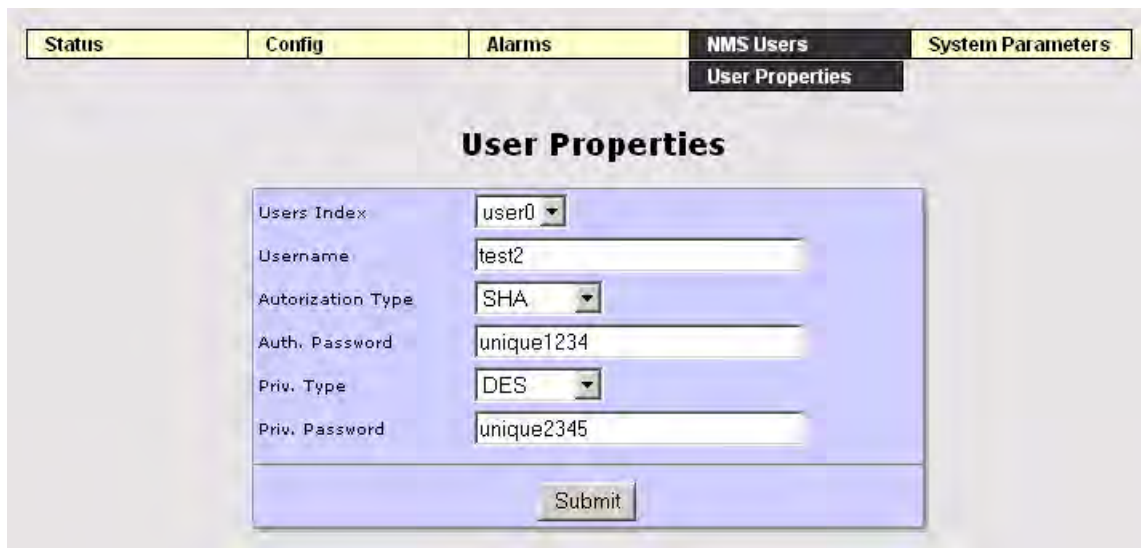 Status Config Alarms NMS Users System Parameters
User Properties
User Properties
Users Index user0
Username test2
Autorization Type SHA
Auth. Password unique1234
Priv. Type DES
Priv. Password unique2345
Submit